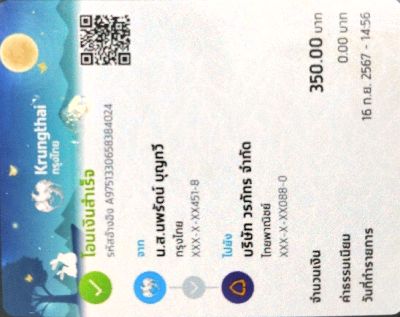 Krungthai
กรุงไทย
โอนเงินสำเร็จ
รหัสอ้างอิง A9751330658384024
จาก
น.ส.นพรัตน์ บุญทวี
กรุงไทย
XXX-X-XX451-8
ไปยัง
บริษัท วรภัทร จำกัด
ไทยพาณิชย์
XXX-X-XX088-0
จำนวนเงิน 350.00 บาท
ค่าธรรมเนียม 0.00 บาท
วันที่ทำรายการ 16 ก.ย. 2567 - 14:56